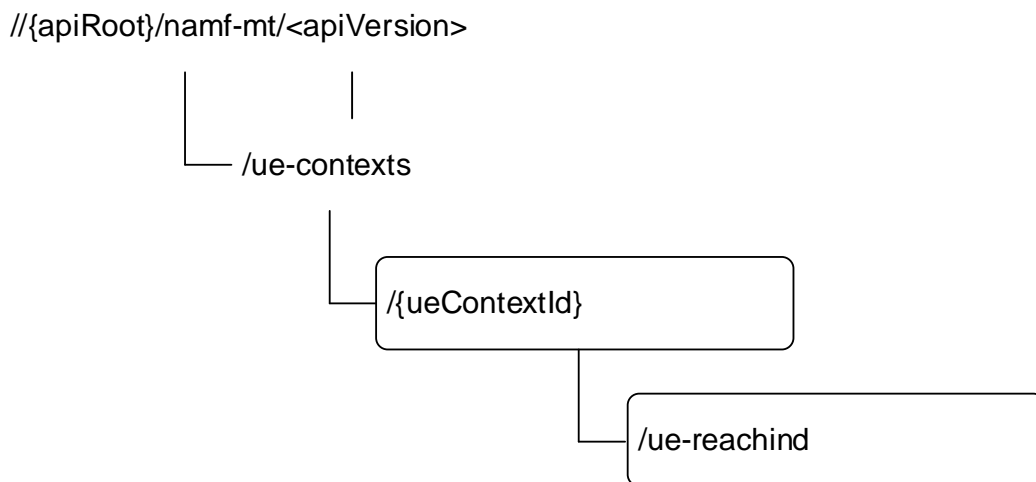 //{apiRoot}/namf-mt/<apiVersion>
/ue-contexts
/{ueContextId}
/ue-reachind